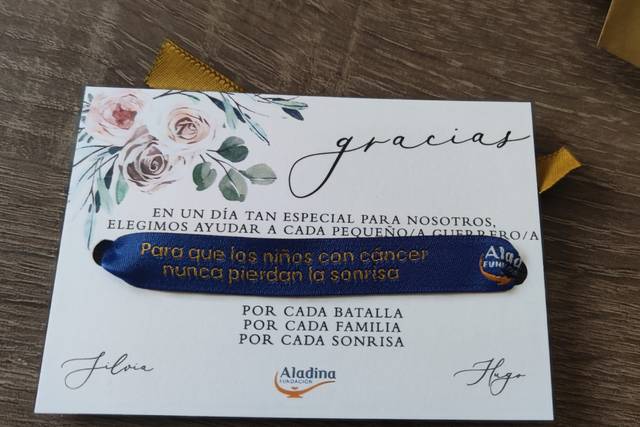 gracias
EN UN DÍA TAN ESPECIAL PARA NOSOTROS,
ELEGIMOS AYUDAR A CADA PEQUEÑO/A GUERRERO/A
Para que los niños con cáncer
nunca pierdan la sonrisa
POR CADA BATALLA
POR CADA FAMILIA
POR CADA SONRISA
Silvia
Aladina
FUNDACIÓN
Hugo